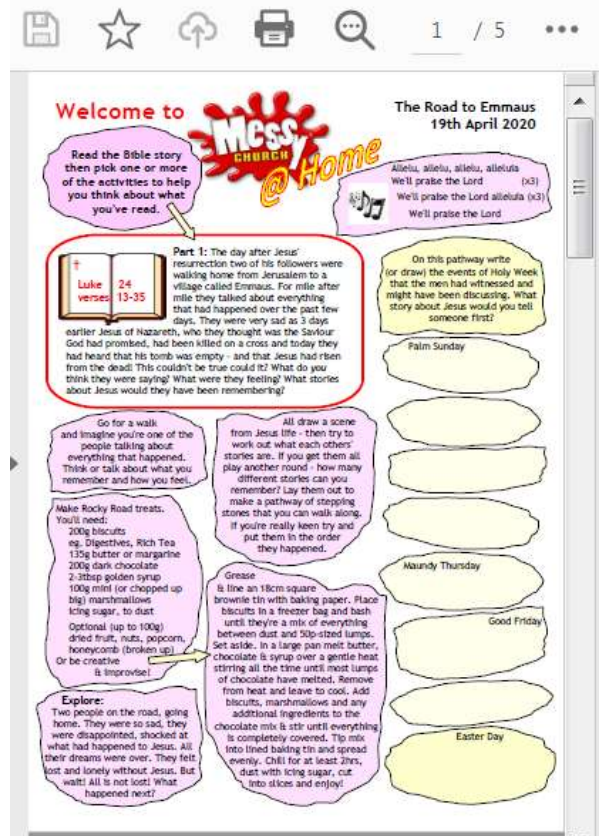 1 / 5
Welcome to
Messy
CHURCH
@ Home
The Road to Emmaus
19th April 2020
Read the Bible story
then pick one or more
of the activities to help
you think about what
you've read.
Allelu, allelu, allelu, alleluia
We'll praise the Lord (x3)
We'll praise the Lord alleluia (x3)
We'll praise the Lord
Luke 24
verses 13-35
Part 1: The day after Jesus'
resurrection two of his followers were
walking home from Jerusalem to a
village called Emmaus. For mile after
mile they talked about everything
that had happened over the past few
days. They were very sad as 3 days
earlier Jesus of Nazareth, who they thought was the Saviour
God had promised, had been killed on a cross and today they
had heard that his tomb was empty - and that Jesus had risen
from the dead! This couldn't be true could it? What do you
think they were saying? What were they feeling? What stories
about Jesus would they have been remembering?
On this pathway write
(or draw) the events of Holy Week
that the men had witnessed and
might have been discussing. What
story about Jesus would you tell
someone first?
Palm Sunday
Maundy Thursday
Good Friday
Easter Day
Go for a walk
and imagine you're one of the
people talking about
everything that happened.
Think or talk about what you
remember and how you feel.
All draw a scene
from Jesus life - then try to
work out what each others'
stories are. If you get them all
play another round - how many
different stories can you
remember? Lay them out to
make a pathway of stepping
stones that you can walk along.
If you're really keen try and
put them in the order
they happened.
Make Rocky Road treats.
You'll need:
200g biscuits
eg. Digestives, Rich Tea
135g butter or margarine
200g dark chocolate
2-3tbsp golden syrup
100g mini (or chopped up
big) marshmallows
icing sugar, to dust
Optional (up to 100g)
dried fruit, nuts, popcorn,
honeycomb (broken up)
Or be creative
& improvise!
Grease
& line an 18cm square
brownie tin with baking paper. Place
biscuits in a freezer bag and bash
until they're a mix of everything
between dust and 50p-sized lumps.
Set aside. In a large pan melt butter,
chocolate & syrup over a gentle heat
stirring all the time until most lumps
of chocolate have melted. Remove
from heat and leave to cool. Add
biscuits, marshmallows and any
additional ingredients to the
chocolate mix & stir until everything
is completely covered. Tip mix
into lined baking tin and spread
evenly. Chill for at least 2hrs,
dust with icing sugar, cut
into slices and enjoy!
Explore:
Two people on the road, going
home. They were so sad, they
were disappointed, shocked at
what had happened to Jesus. All
their dreams were over. They felt
lost and lonely without Jesus. But
wait! All is not lost! What
happened next?